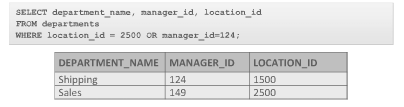 SELECT department_name, manager_id, location_id
FROM departments
WHERE location_id = 2500 OR manager_id=124;
DEPARTMENT_NAME MANAGER_ID LOCATION_ID
Shipping 124 1500
Sales 149 2500